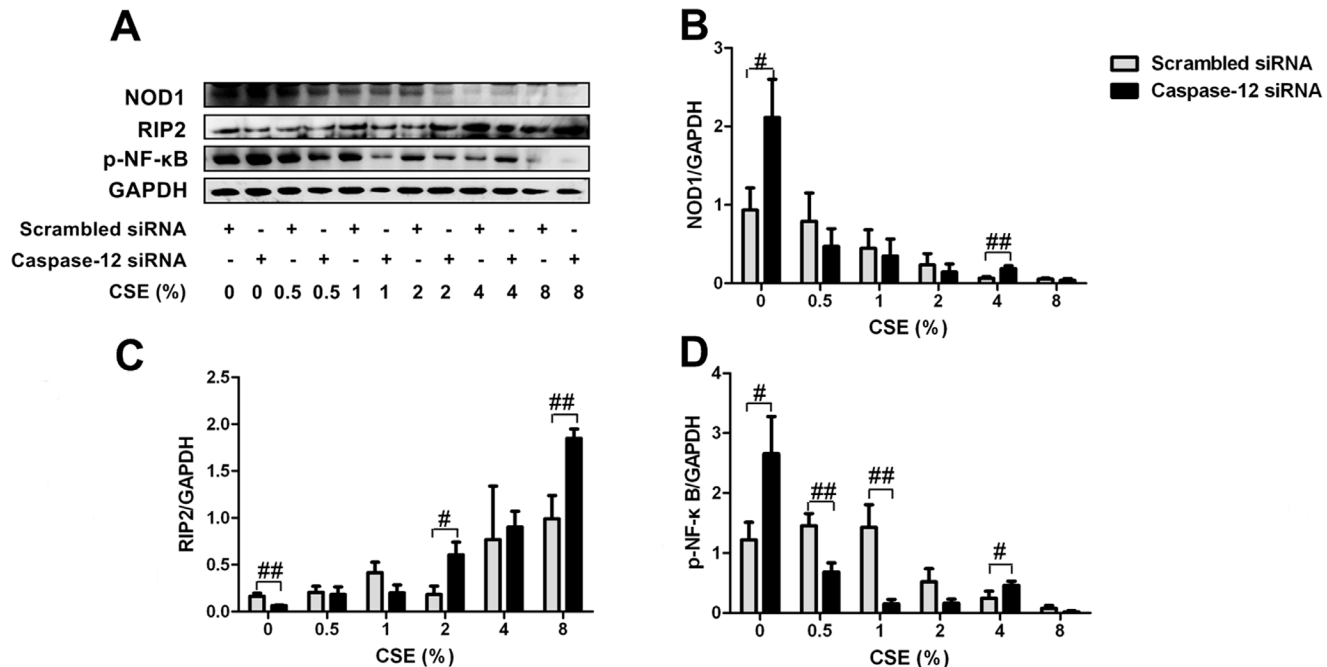 A
NOD1
RIP2
p-NF-κB
GAPDH
Scrambled siRNA + - + - + - + - + - + -
Caspase-12 siRNA - + - + - + - + - + - +
CSE (%) 0 0 0.5 0.5 1 1 2 2 4 4 8 8
B
NOD1/GAPDH
3
2
1
0
#
##
0 0.5 1 2 4 8
CSE (%)
Scrambled siRNA
Caspase-12 siRNA
C
RIP2/GAPDH
2.5
2.0
1.5
1.0
0.5
0.0
##
#
##
0 0.5 1 2 4 8
CSE (%)
D
p-NF-κ B/GAPDH
4
3
2
1
0
#
##
##
#
0 0.5 1 2 4 8
CSE (%)